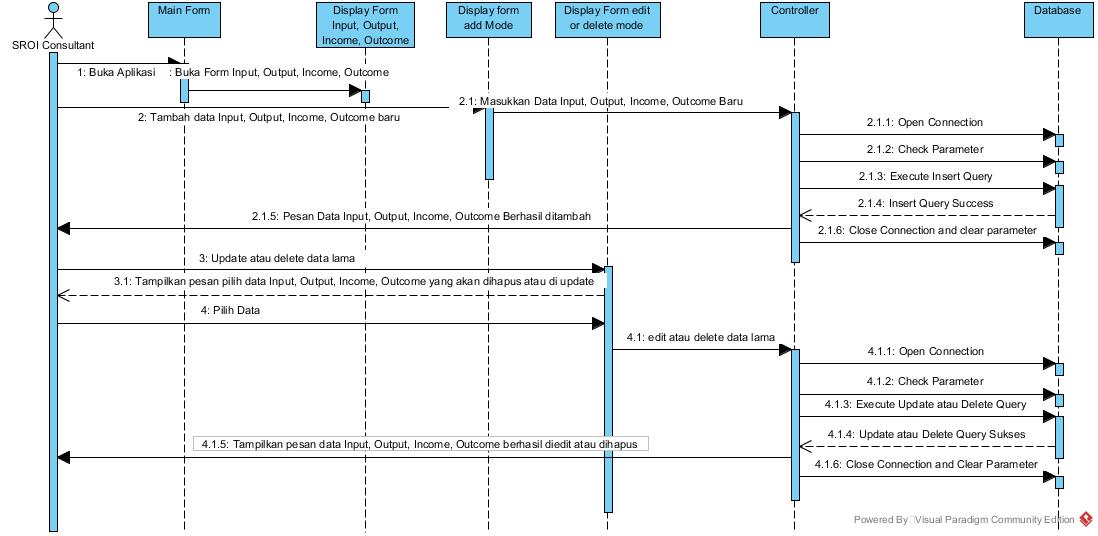 Main Form
Display Form
Input, Output,
Income, Outcome
Display form
add Mode
Display Form edit
or delete mode
Controller
Database
SROI Consultant
1: Buka Aplikasi
: Buka Form Input, Output, Income, Outcome
2.1: Masukkan Data Input, Output, Income, Outcome Baru
2: Tambah data Input, Output, Income, Outcome baru
2.1.1: Open Connection
2.1.2: Check Parameter
2.1.3: Execute Insert Query
2.1.4: Insert Query Success
2.1.5: Pesan Data Input, Output, Income, Outcome Berhasil ditambah
2.1.6: Close Connection and clear parameter
3: Update atau delete data lama
3.1: Tampilkan pesan pilih data Input, Output, Income, Outcome yang akan dihapus atau di update
4: Pilih Data
4.1: edit atau delete data lama
4.1.1: Open Connection
4.1.2: Check Parameter
4.1.3: Execute Update atau Delete Query
4.1.4: Update atau Delete Query Sukses
4.1.5: Tampilkan pesan data Input, Output, Income, Outcome berhasil diedit atau dihapus
4.1.6: Close Connection and Clear Parameter
Powered By Visual Paradigm Community Edition